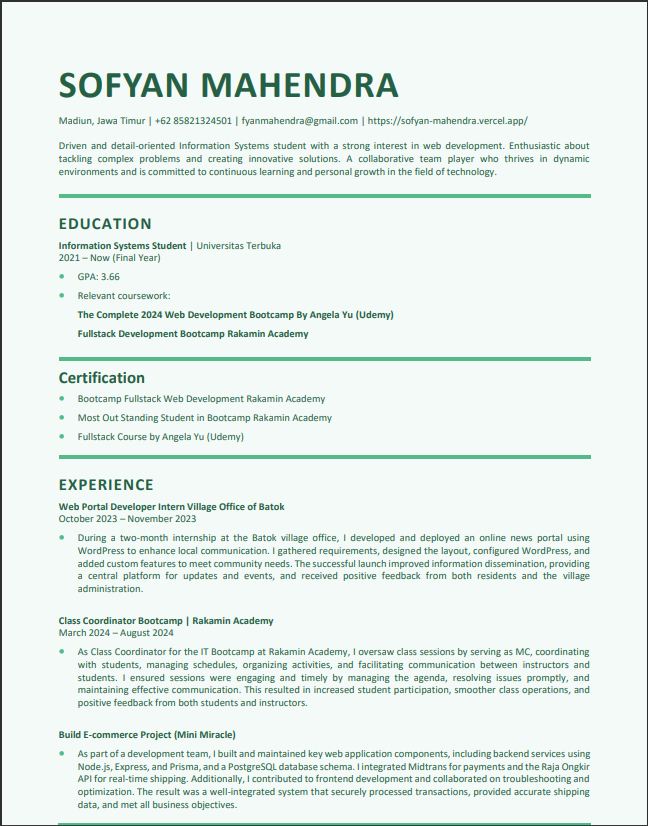 SOFYAN MAHENDRA
Madiun, Jawa Timur | +62 85821324501 | fyanmahendra@gmail.com | https://sofyan-mahendra.vercel.app/
Driven and detail-oriented Information Systems student with a strong interest in web development. Enthusiastic about
tackling complex problems and creating innovative solutions. A collaborative team player who thrives in dynamic
environments and is committed to continuous learning and personal growth in the field of technology.
EDUCATION
Information Systems Student | Universitas Terbuka
2021 – Now (Final Year)
• GPA: 3.66
• Relevant coursework:
The Complete 2024 Web Development Bootcamp By Angela Yu (Udemy)
Fullstack Development Bootcamp Rakamin Academy
Certification
• Bootcamp Fullstack Web Development Rakamin Academy
• Most Out Standing Student in Bootcamp Rakamin Academy
• Fullstack Course by Angela Yu (Udemy)
EXPERIENCE
Web Portal Developer Intern Village Office of Batok
October 2023 – November 2023
• During a two-month internship at the Batok village office, I developed and deployed an online news portal using
WordPress to enhance local communication. I gathered requirements, designed the layout, configured WordPress, and
added custom features to meet community needs. The successful launch improved information dissemination, providing
a central platform for updates and events, and received positive feedback from both residents and the village
administration.
Class Coordinator Bootcamp | Rakamin Academy
March 2024 – August 2024
• As Class Coordinator for the IT Bootcamp at Rakamin Academy, I oversaw class sessions by serving as MC, coordinating
with students, managing schedules, organizing activities, and facilitating communication between instructors and
students. I ensured sessions were engaging and timely by managing the agenda, resolving issues promptly, and
maintaining effective communication. This resulted in increased student participation, smoother class operations, and
positive feedback from both students and instructors.
Build E-commerce Project (Mini Miracle)
• As part of a development team, I built and maintained key web application components, including backend services using
Node.js, Express, and Prisma, and a PostgreSQL database schema. I integrated Midtrans for payments and the Raja Ongkir
API for real-time shipping. Additionally, I contributed to frontend development and collaborated on troubleshooting and
optimization. The result was a well-integrated system that securely processed transactions, provided accurate shipping
data, and met all business objectives.